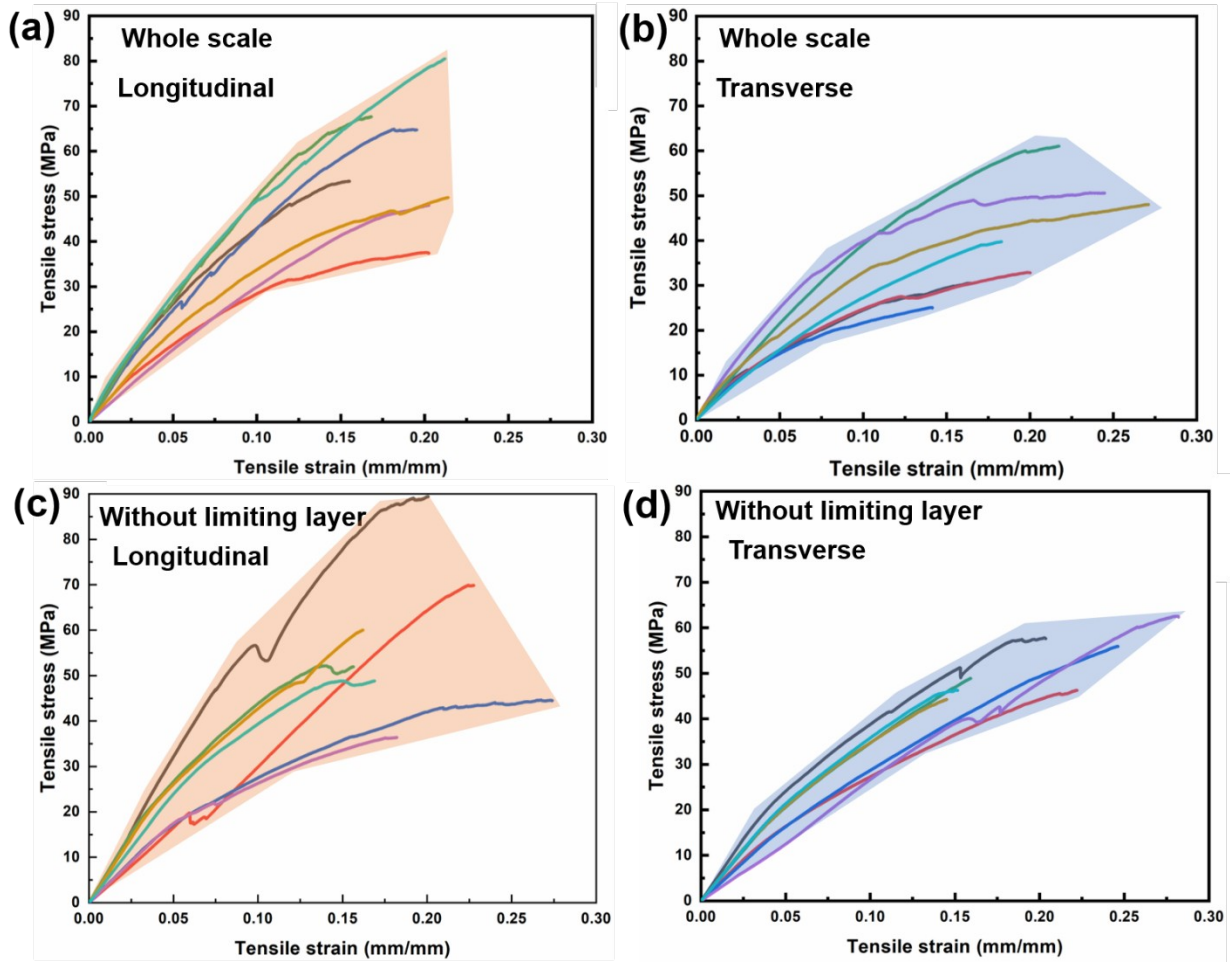 (a)
Whole scale
Longitudinal
Tensile stress (MPa)
90
80
70
60
50
40
30
20
10
0
0.00 0.05 0.10 0.15 0.20 0.25 0.30
Tensile strain (mm/mm)
(b)
Whole scale
Transverse
Tensile stress (MPa)
90
80
70
60
50
40
30
20
10
0
0.00 0.05 0.10 0.15 0.20 0.25 0.30
Tensile strain (mm/mm)
(c)
Without limiting layer
Longitudinal
Tensile stress (MPa)
90
80
70
60
50
40
30
20
10
0
0.00 0.05 0.10 0.15 0.20 0.25 0.30
Tensile strain (mm/mm)
(d)
Without limiting layer
Transverse
Tensile stress (MPa)
90
80
70
60
50
40
30
20
10
0
0.00 0.05 0.10 0.15 0.20 0.25 0.30
Tensile strain (mm/mm)